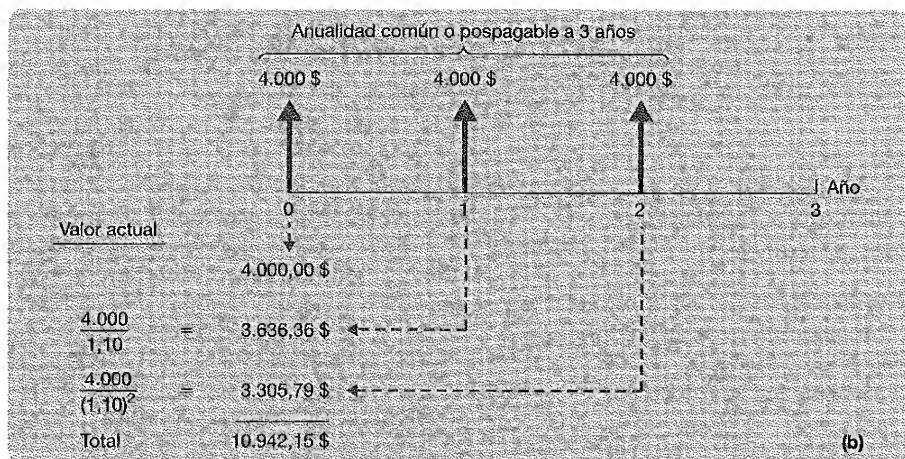 Anualidad común o pospagable a 3 años
4.000 $ 4.000 $ 4.000 $
Año
0 1 2 3
Valor actual
4.000,00 $
4.000
1,10
= 3.636,36 $
4.000
(1,10)²
= 3.305,79 $
Total 10.942,15 $
(b)